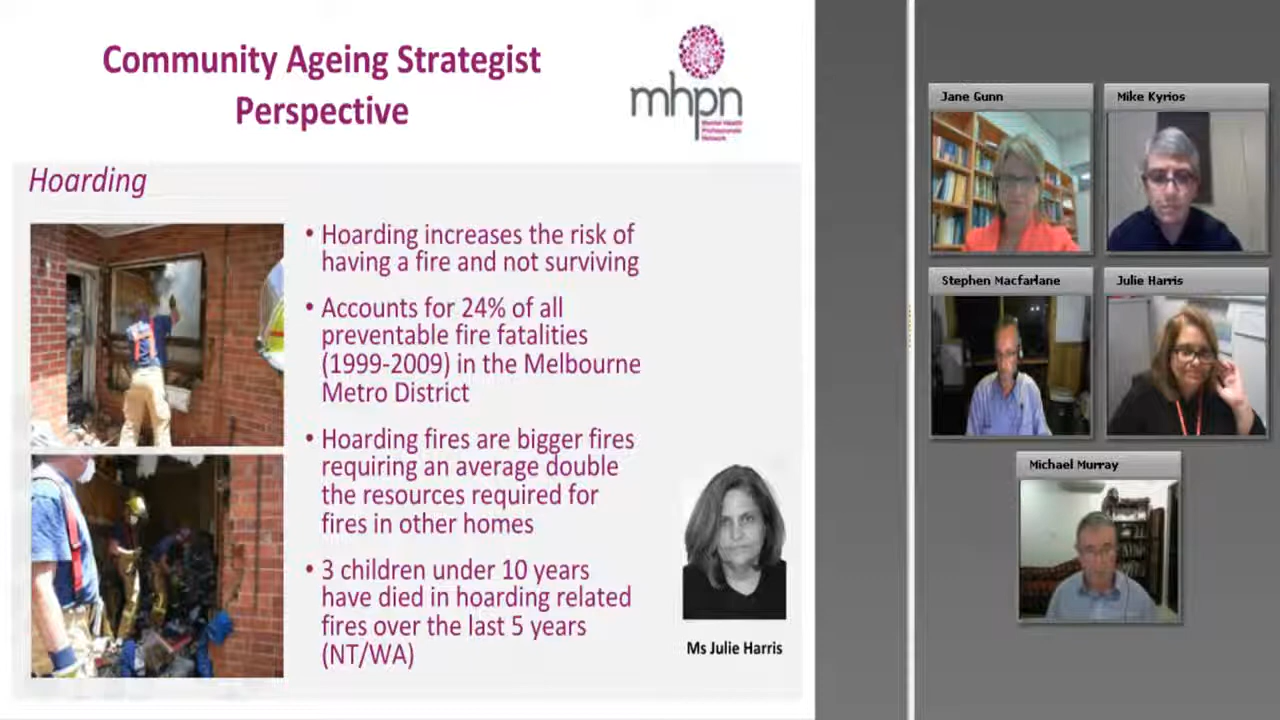 Community Ageing Strategist
Perspective
mhpn
Mental Health
Professionals
Network
Hoarding
• Hoarding increases the risk of
having a fire and not surviving
• Accounts for 24% of all
preventable fire fatalities
(1999-2009) in the Melbourne
Metro District
• Hoarding fires are bigger fires
requiring an average double
the resources required for
fires in other homes
• 3 children under 10 years
have died in hoarding related
fires over the last 5 years
(NT/WA)
Ms Julie Harris
Jane Gunn
Mike Kyrios
Stephen Macfarlane
Julie Harris
Michael Murray